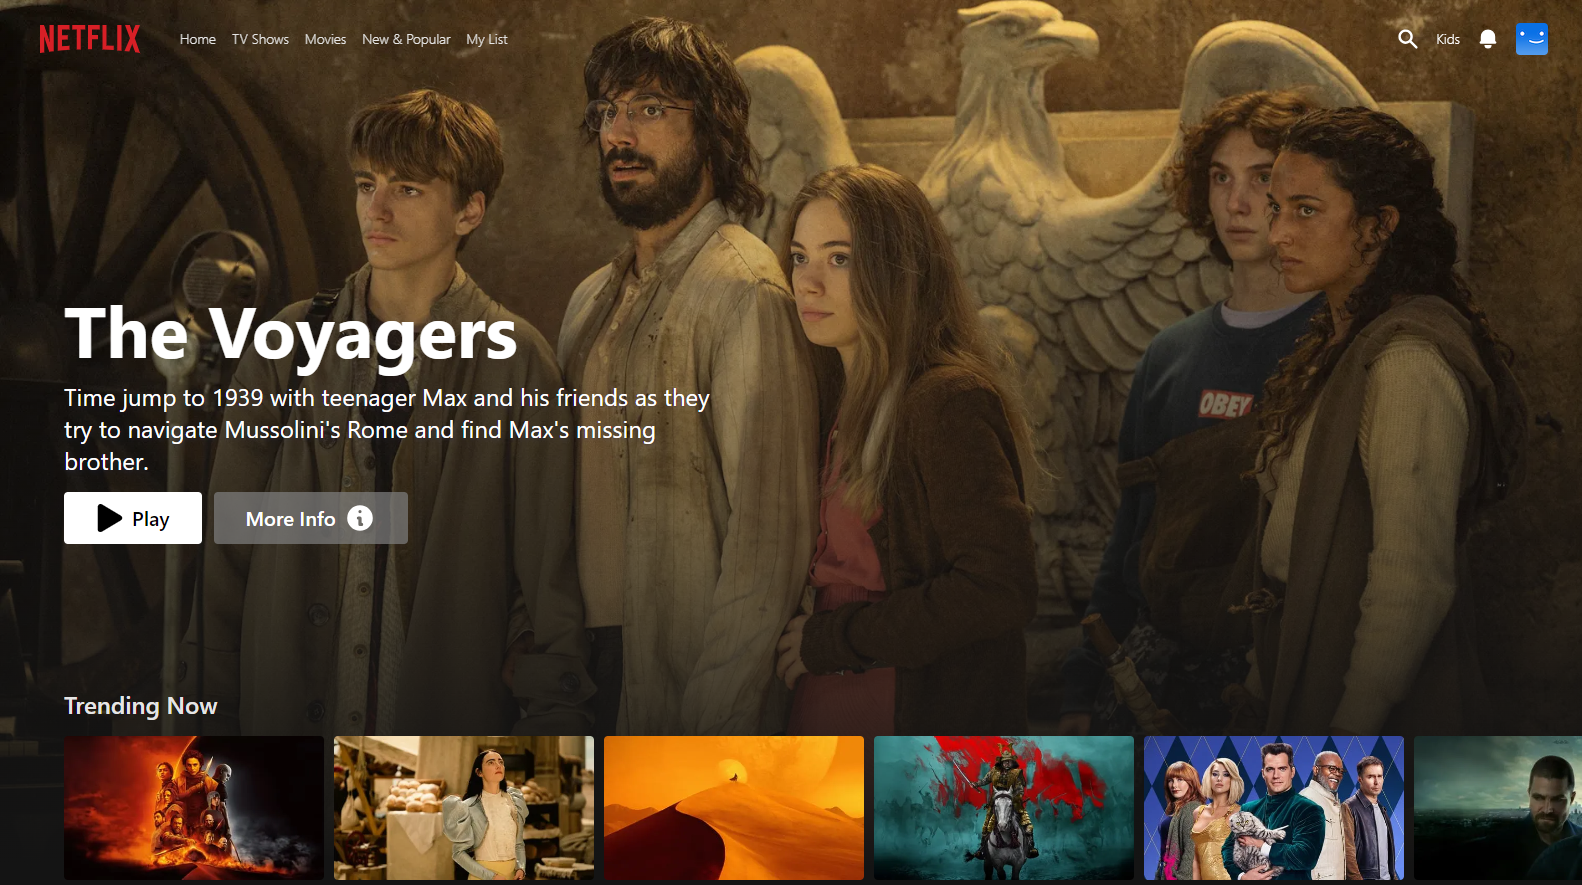 NETFLIX
Home TV Shows Movies New & Popular My List
Kids
The Voyagers
Time jump to 1939 with teenager Max and his friends as they
try to navigate Mussolini's Rome and find Max's missing
brother.
Play
More Info
OBEY
Trending Now